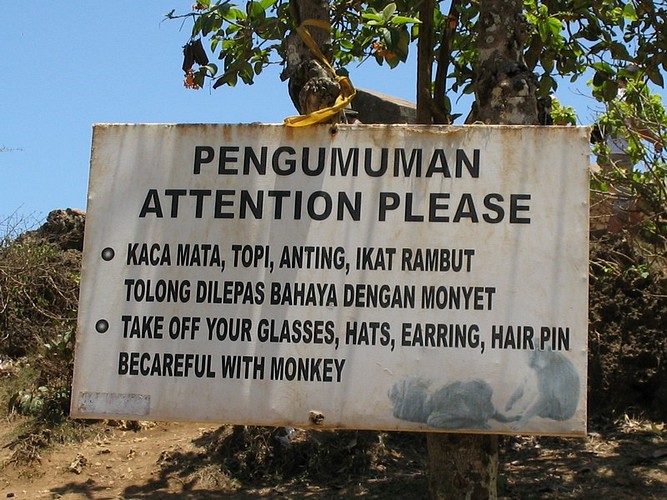 PENGUMUMAN
ATTENTION PLEASE
KACA MATA, TOPI, ANTING, IKAT RAMBUT
TOLONG DILEPAS BAHAYA DENGAN MONYET
TAKE OFF YOUR GLASSES, HATS, EARRING, HAIR PIN
BECAREFUL WITH MONKEY